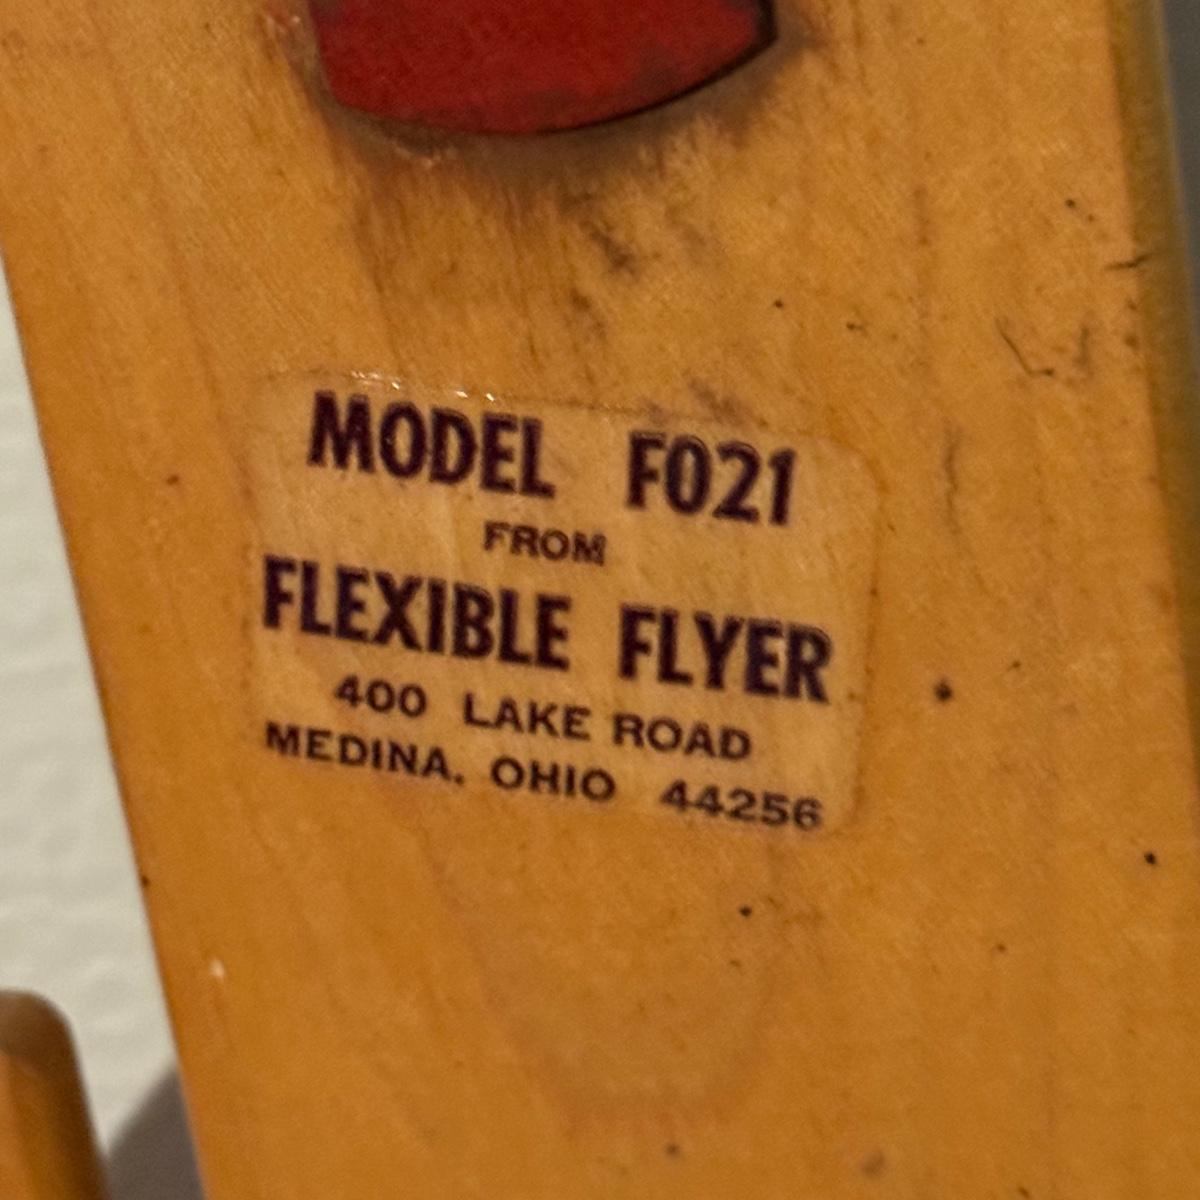 MODEL F021
FROM
FLEXIBLE FLYER
400 LAKE ROAD
MEDINA, OHIO 44256